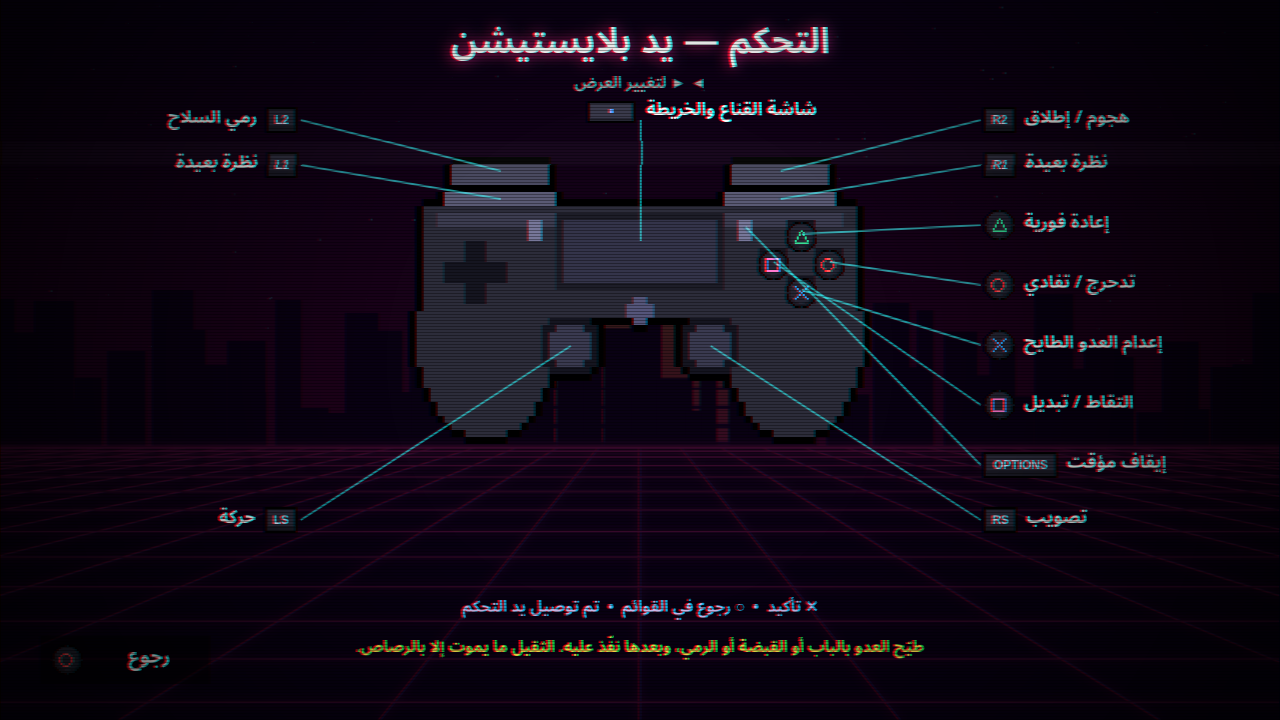 التحكم — يد بلايستيشن
◄ ► لتغيير العرض
شاشة القناع والخريطة
L2 رمي السلاح
L1 نظرة بعيدة
R2 هجوم / إطلاق
R1 نظرة بعيدة
△ إعادة فورية
○ تدحرج / تفادي
✕ إعدام العدو الطايح
□ التقاط / تبديل
OPTIONS إيقاف مؤقت
LS حركة
RS تصويب
✕ تأكيد • ○ رجوع في القوائم • تم توصيل يد التحكم
طيّح العدو بالباب أو القبضة أو الرمي، وبعدها نفّذ عليه. الثقيل ما يموت إلا بالرصاص.
○ رجوع